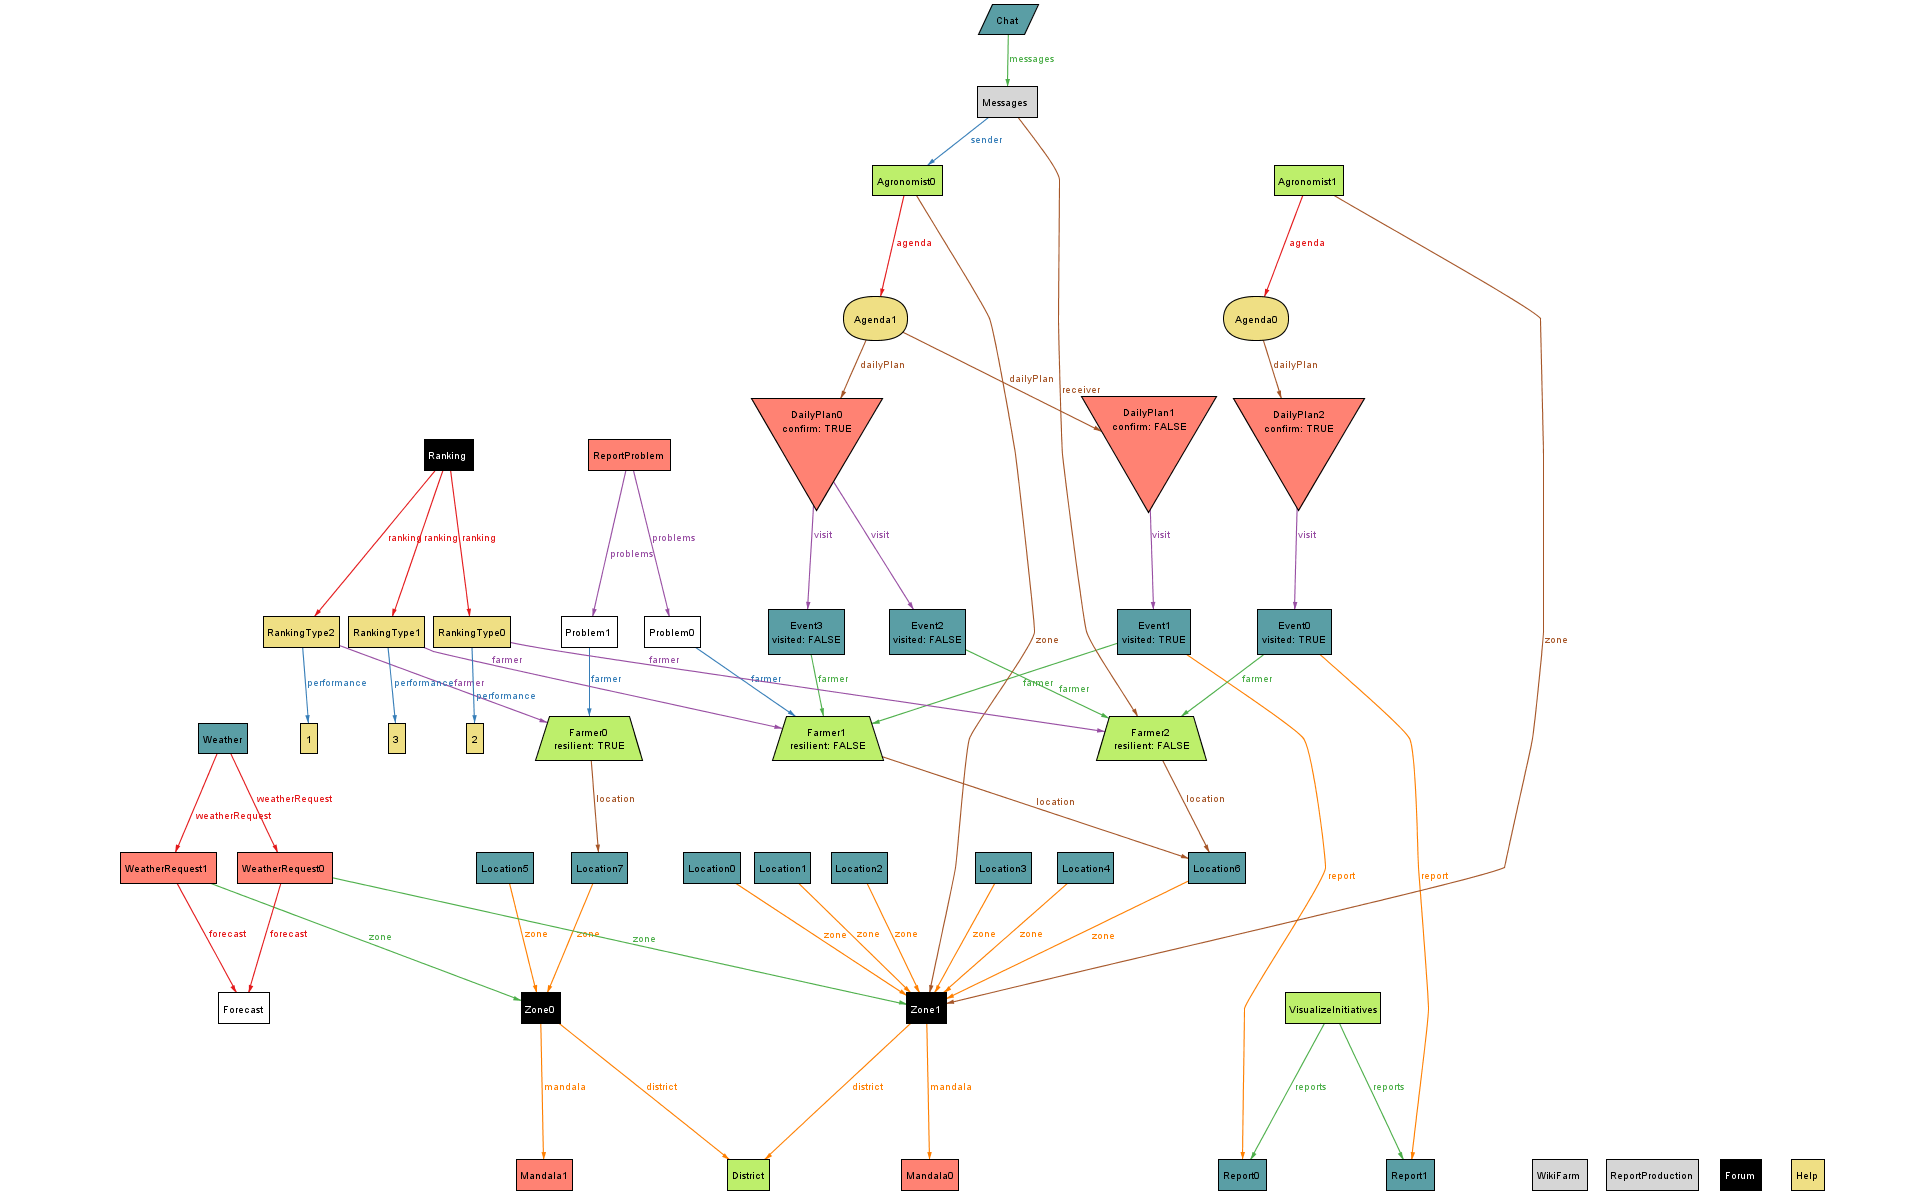 Chat
messages
Messages
sender
Agronomist0
Agronomist1
agenda
agenda
Agenda1
Agenda0
dailyPlan
dailyPlan
receiver
dailyPlan
DailyPlan0
confirm: TRUE
DailyPlan1
confirm: FALSE
DailyPlan2
confirm: TRUE
Ranking
ReportProblem
ranking
ranking
ranking
problems
problems
visit
visit
visit
visit
RankingType2
RankingType1
RankingType0
Problem1
Problem0
Event3
visited: FALSE
Event2
visited: FALSE
Event1
visited: TRUE
Event0
visited: TRUE
zone
zone
farmer
farmer
performance
performance
farmer
performance
farmer
farmer
farmer
farmer
farmer
farmer
Weather
1
3
2
Farmer0
resilient: TRUE
Farmer1
resilient: FALSE
Farmer2
resilient: FALSE
weatherRequest
weatherRequest
location
location
location
WeatherRequest1
WeatherRequest0
Location5
Location7
Location0
Location1
Location2
Location3
Location4
Location6
report
report
forecast
forecast
zone
zone
zone
zone
zone
zone
zone
zone
zone
zone
Forecast
Zone0
Zone1
VisualizeInitiatives
mandala
district
district
mandala
reports
reports
Mandala1
District
Mandala0
Report0
Report1
WikiFarm
ReportProduction
Forum
Help